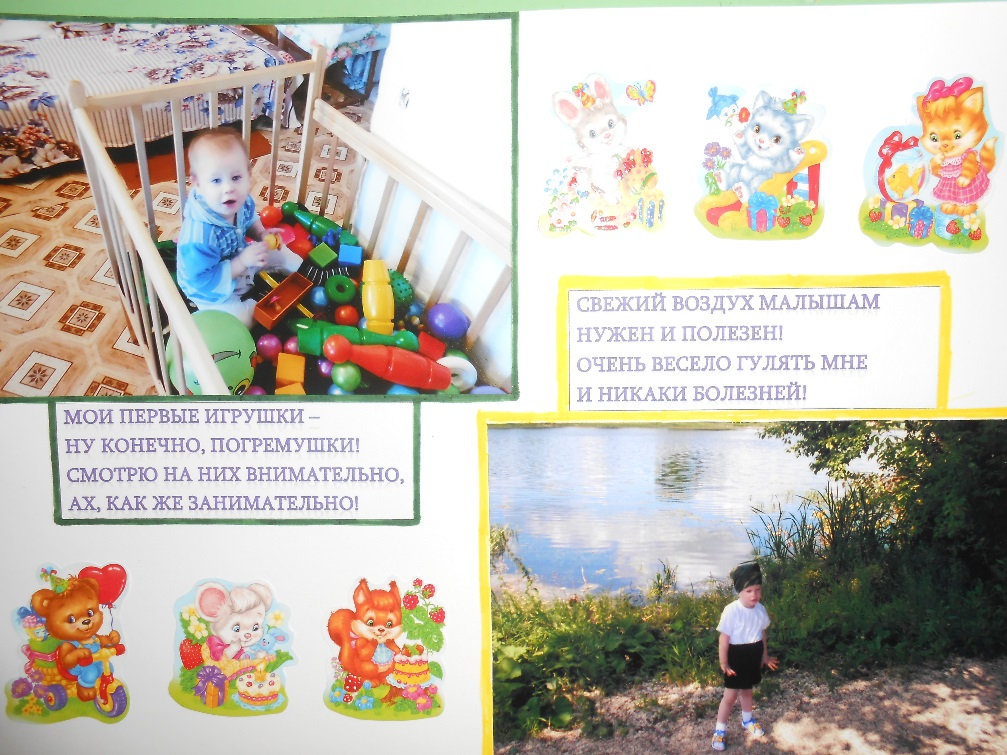 МОИ ПЕРВЫЕ ИГРУШКИ –
НУ КОНЕЧНО, ПОГРЕМУШКИ!
СМОТРЮ НА НИХ ВНИМАТЕЛЬНО,
АХ, КАК ЖЕ ЗАНИМАТЕЛЬНО!
СВЕЖИЙ ВОЗДУХ МАЛЫШАМ
НУЖЕН И ПОЛЕЗЕН!
ОЧЕНЬ ВЕСЕЛО ГУЛЯТЬ МНЕ
И НИКАКИ БОЛЕЗНЕЙ!